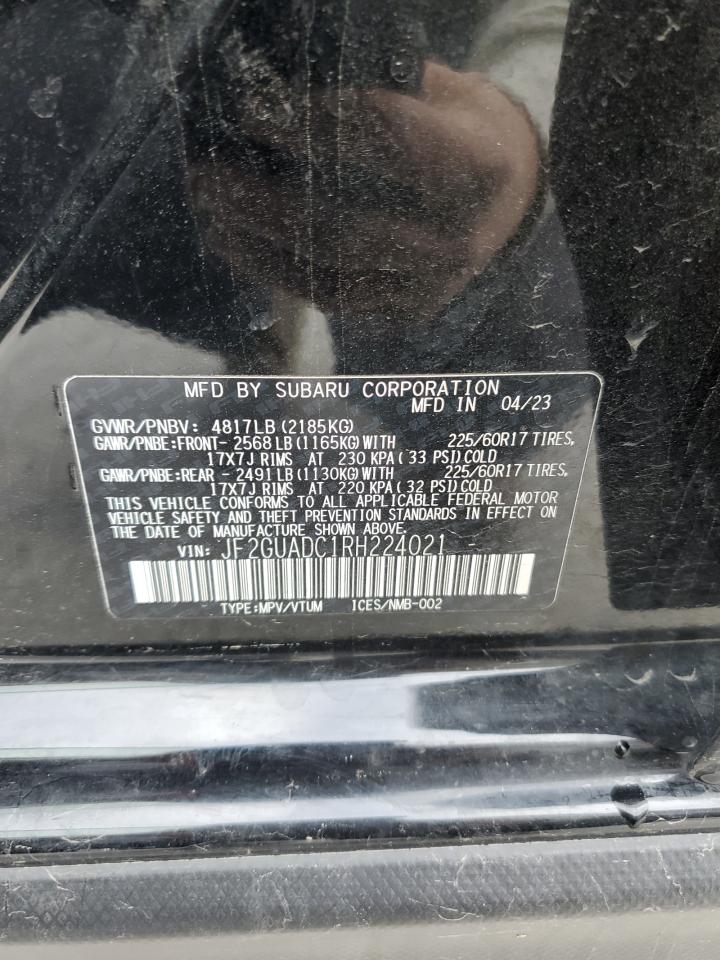 MFD BY SUBARU CORPORATION
MFD IN 04/23
GVWR/PNBV: 4817LB (2185KG)
GAWR/PNBE:FRONT- 2568 LB (1165KG) WITH 225/60R17 TIRES,
17X7J RIMS AT 230 KPA ( 33 PSI) COLD
GAWR/PNBE:REAR - 2491 LB (1130KG) WITH 225/60R17 TIRES,
17X7J RIMS AT 220 KPA ( 32 PSI) COLD
THIS VEHICLE CONFORMS TO ALL APPLICABLE FEDERAL MOTOR
VEHICLE SAFETY AND THEFT PREVENTION STANDARDS IN EFFECT ON
THE DATE OF MANUFACTURE SHOWN ABOVE.
VIN: JF2GUADC1RH224021
TYPE:MPV/VTUM ICES/NMB-002